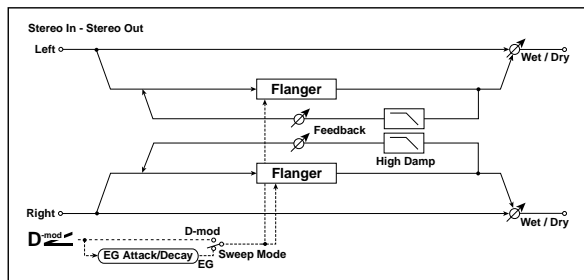 Stereo In - Stereo Out
Left
Wet / Dry
Flanger
Feedback
High Damp
Flanger
Right
Wet / Dry
D-mod
D-mod
EG Attack/Decay
EG
Sweep Mode